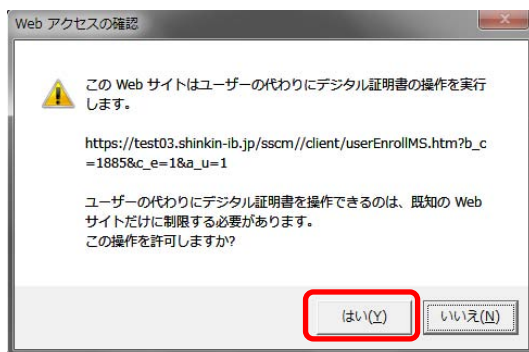 Web アクセスの確認
この Web サイトはユーザーの代わりにデジタル証明書の操作を実行
します。
https://test03.shinkin-ib.jp/sscm//client/userEnrollMS.htm?b_c
=1885&c_e=1&a_u=1
ユーザーの代わりにデジタル証明書を操作できるのは、既知の Web
サイトだけに制限する必要があります。
この操作を許可しますか?
はい(Y) いいえ(N)